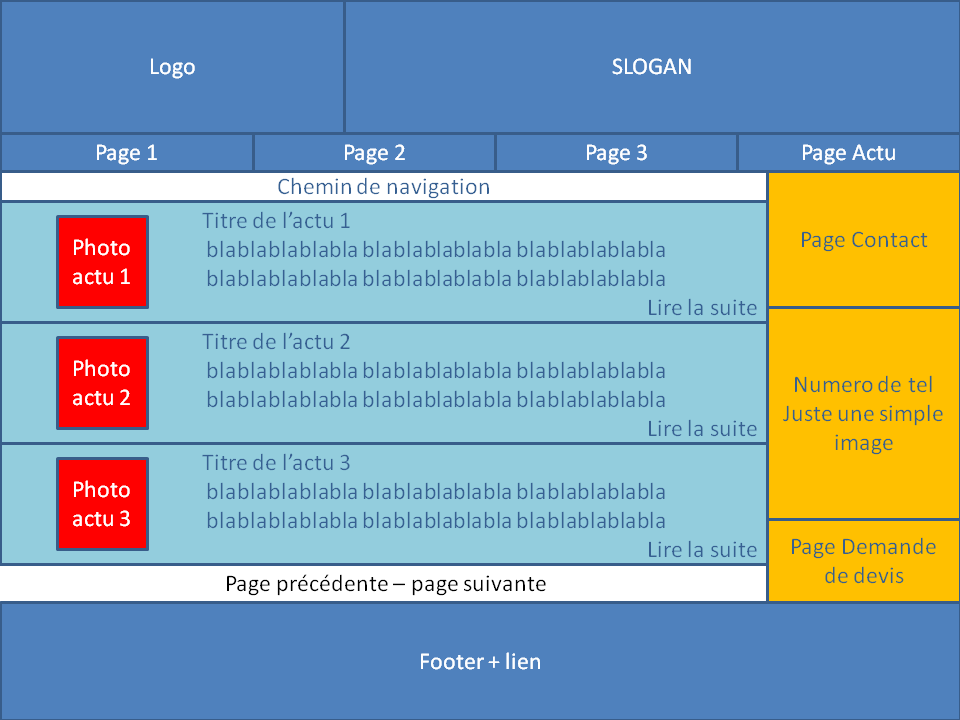 Logo
SLOGAN
Page 1
Page 2
Page 3
Page Actu
Chemin de navigation
Photo
actu 1
Titre de l’actu 1
blablablablabla blablablablabla blablablablabla
blablablablabla blablablablabla blablablablabla
Lire la suite
Photo
actu 2
Titre de l’actu 2
blablablablabla blablablablabla blablablablabla
blablablablabla blablablablabla blablablablabla
Lire la suite
Photo
actu 3
Titre de l’actu 3
blablablablabla blablablablabla blablablablabla
blablablablabla blablablablabla blablablablabla
Lire la suite
Page précédente – page suivante
Page Contact
Numero de tel
Juste une simple
image
Page Demande
de devis
Footer + lien